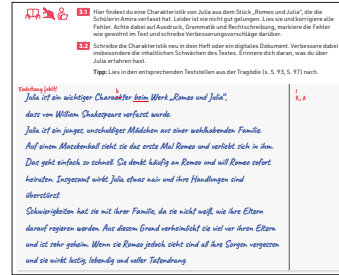 3.1 Hier findest du eine Charakteristik von Julia aus dem Stück „Romeo und Julia“, die die
Schülerin Amira verfasst hat. Leider ist sie nicht gut gelungen. Lies sie und korrigiere alle
Fehler. Achte dabei auf Ausdruck, Grammatik und Rechtschreibung, markiere die Fehler
wie gewohnt im Text und schreibe Verbesserungsvorschläge darüber.
3.2 Schreibe die Charakteristik neu in dein Heft oder ein digitales Dokument. Verbessere dabei
insbesondere die inhaltlichen Schwächen des Textes. Erinnere dich daran, was du über
Julia erfahren hast.
Tipp: Lies in den entsprechenden Textstellen aus der Tragödie (s. S. 93, S. 97) nach.
Einleitung fehlt!
Julia ist ein wichtiger Charackter beim Werk „Romeo und Julia“,
dass von William Shakespeare verfasst wurde.
Julia ist ein junges, unschuldiges Mädchen aus einer wohlhabenden Familie.
Auf einem Maskenball sieht sie das erste Mal Romeo und verliebt sich in ihm.
Das geht einfach zu schnell. Sie denkt häufig an Romeo und will Romeo sofort
heiraten. Insgesamt wirkt Julia etwas naiv und ihre Handlungen sind
überstürzt.
Schwierigkeiten hat sie mit ihrer Familie, da sie nicht weiß, wie ihre Eltern
darauf regieren werden. Aus diesem Grund verheimlicht sie viel vor ihren Eltern
und ist sehr geheim. Wenn sie Romeo jedoch sieht sind all ihre Sorgen vergessen
und sie wirkt lustig, lebendig und voller Tatendrang.
I
R, A